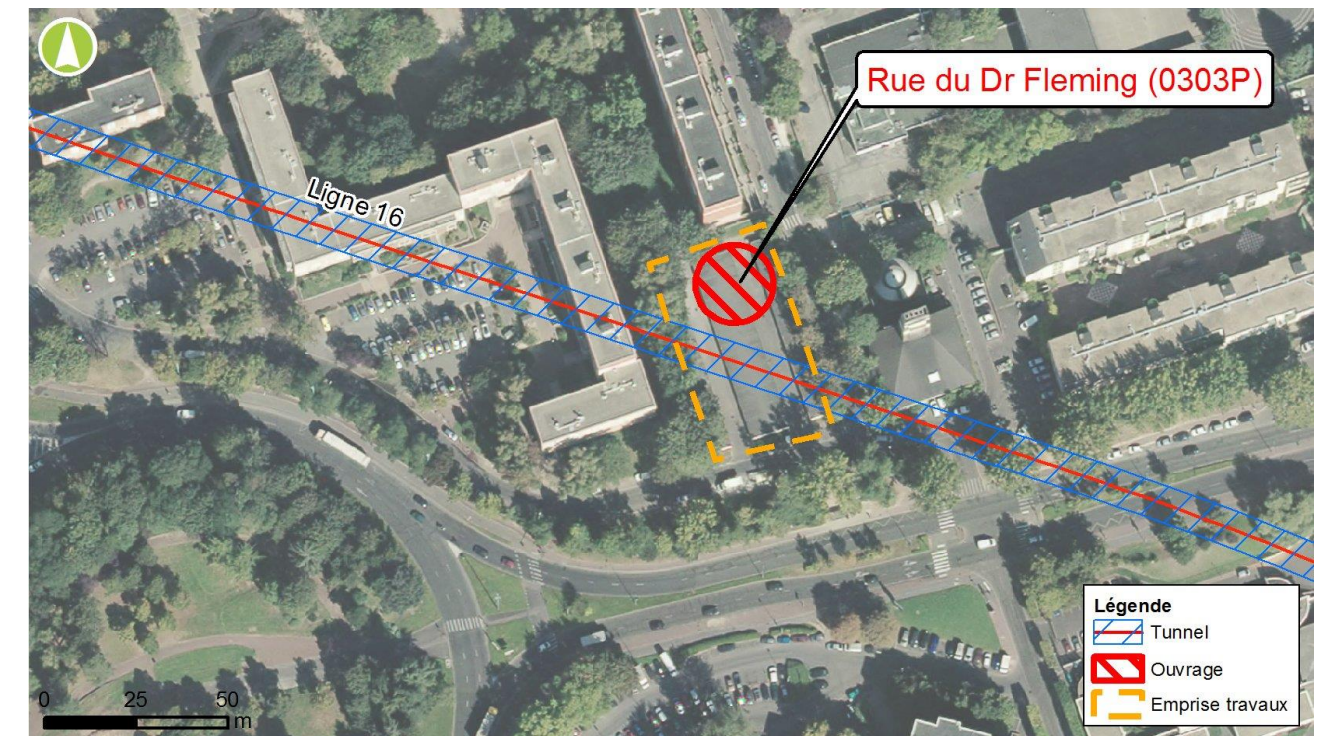 Rue du Dr Fleming (0303P)
Ligne 16
Légende
Tunnel
Ouvrage
Emprise travaux
0 25 50
m